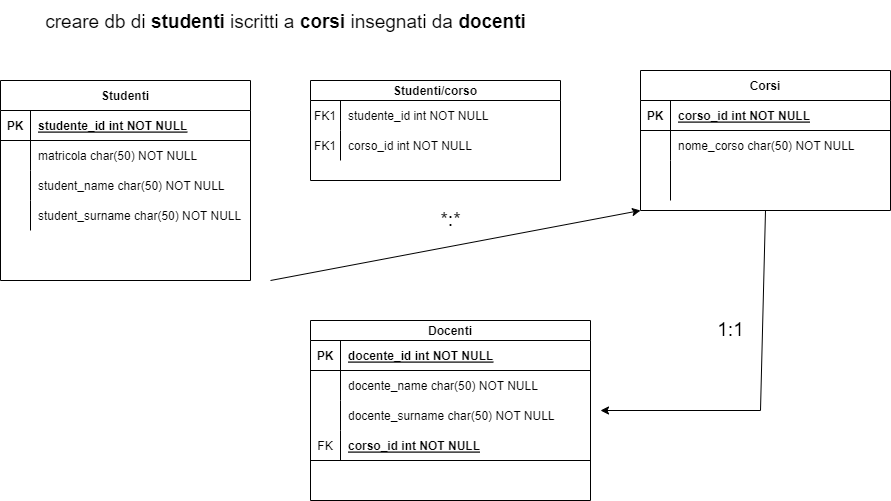 creare db di studenti iscritti a corsi insegnati da docenti
Studenti
PK studente_id int NOT NULL
matricola char(50) NOT NULL
student_name char(50) NOT NULL
student_surname char(50) NOT NULL
Studenti/corso
FK1 studente_id int NOT NULL
FK1 corso_id int NOT NULL
Corsi
PK corso_id int NOT NULL
nome_corso char(50) NOT NULL
*:*
1:1
Docenti
PK docente_id int NOT NULL
docente_name char(50) NOT NULL
docente_surname char(50) NOT NULL
FK corso_id int NOT NULL